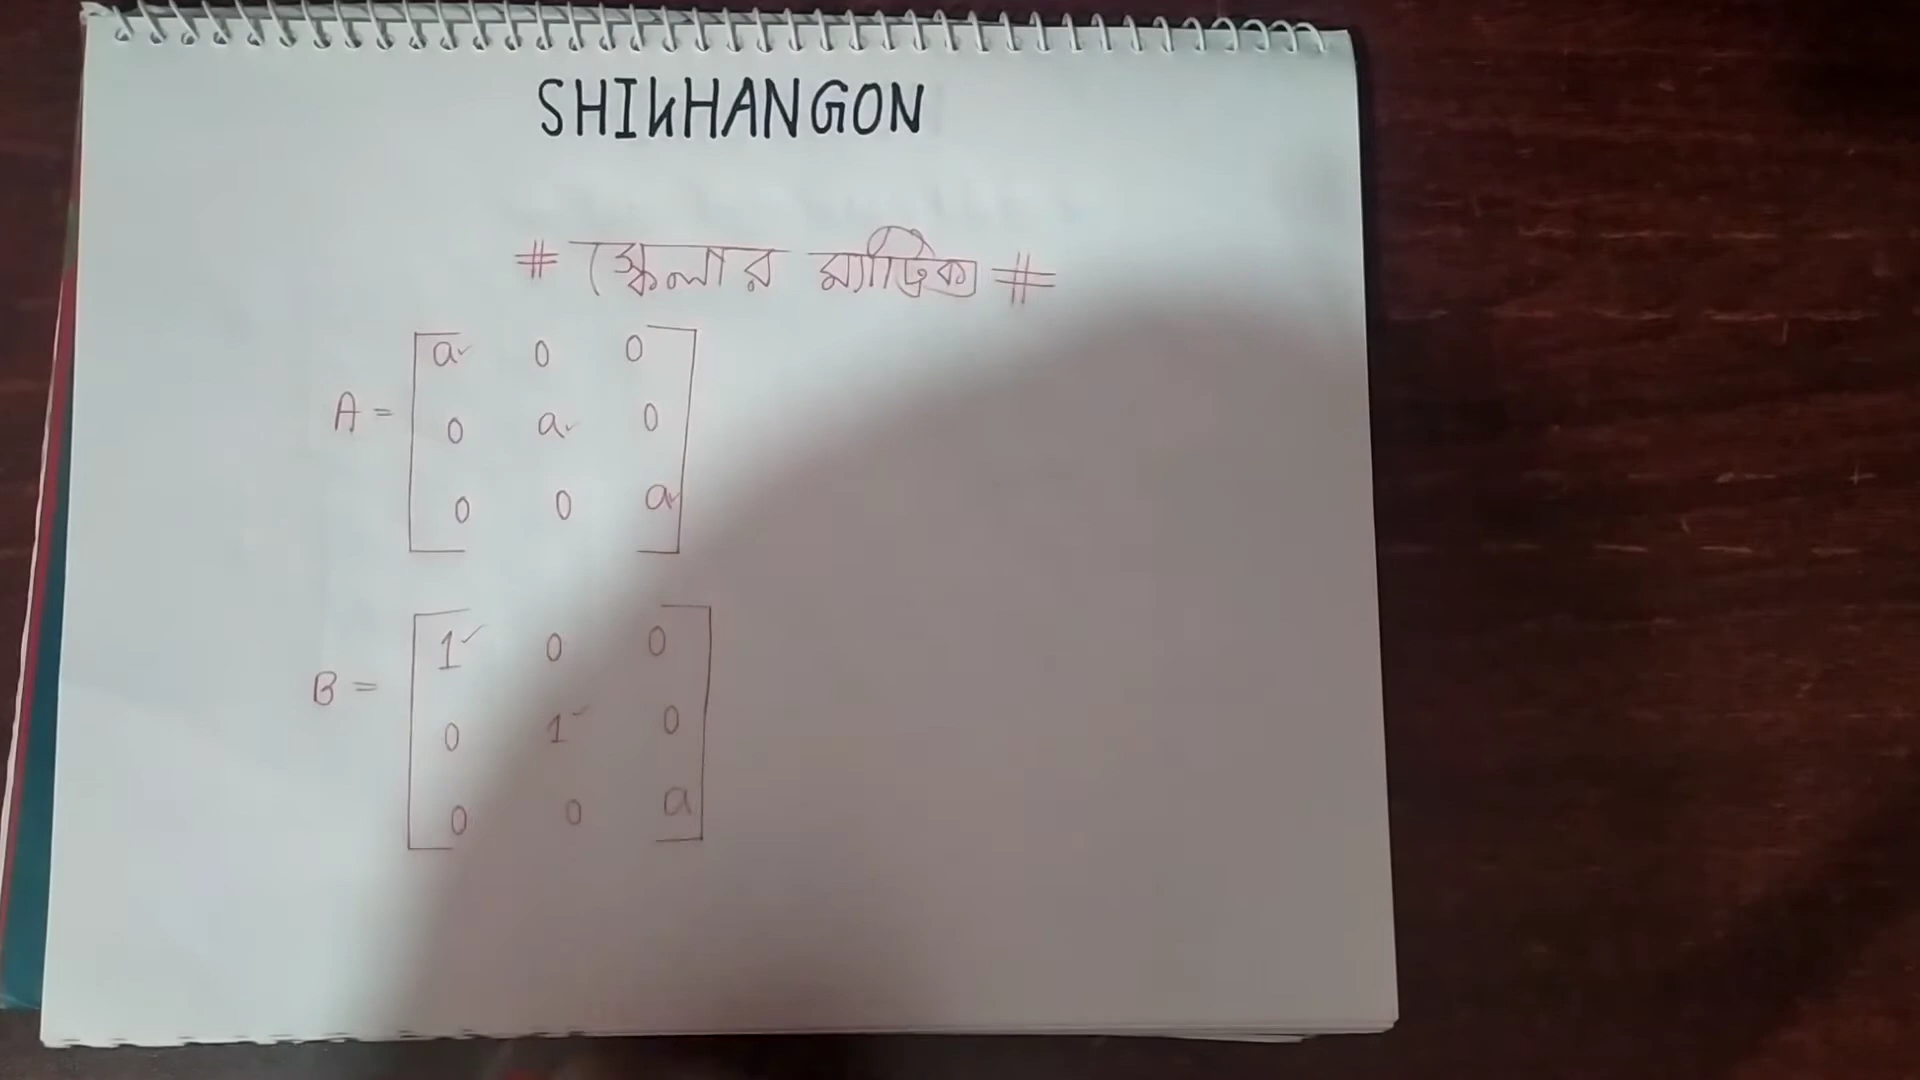 SHIKHANGON
# স্কেলার ম্যাট্রিক্স #
a 0 0
A = 0 a 0
0 0 a
1 0 0
B = 0 1 0
0 0 a